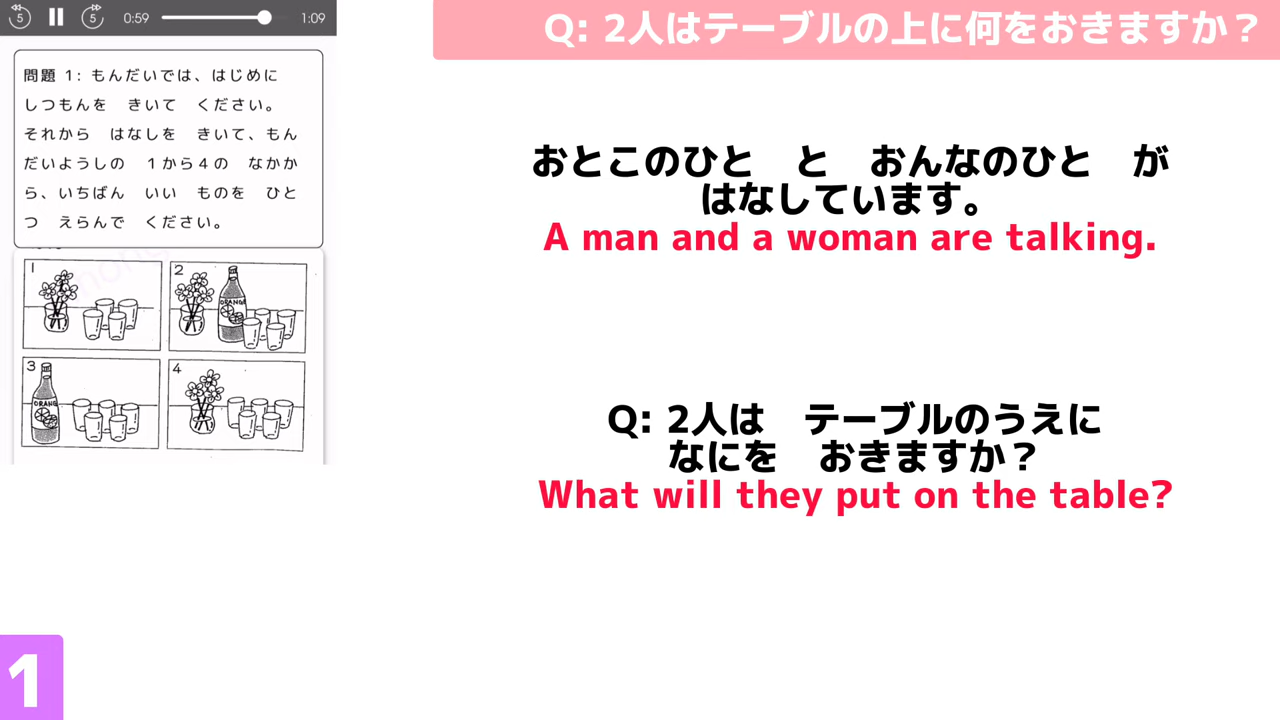 5
5
0:59
1:09
Q: 2人はテーブルの上に何をおきますか？
問題 1: もんだいでは、はじめに
しつもんを　きいて　ください。
それから　はなしを　きいて、もん
だいようしの　1から4の　なかか
ら、いちばん　いい　ものを　ひと
つ　えらんで　ください。
1
2
ORANGE
3
ORANG
4
おとこのひと　と　おんなのひと　が
はなしています。
A man and a woman are talking.
Q: 2人は　テーブルのうえに
なにを　おきますか？
What will they put on the table?
1